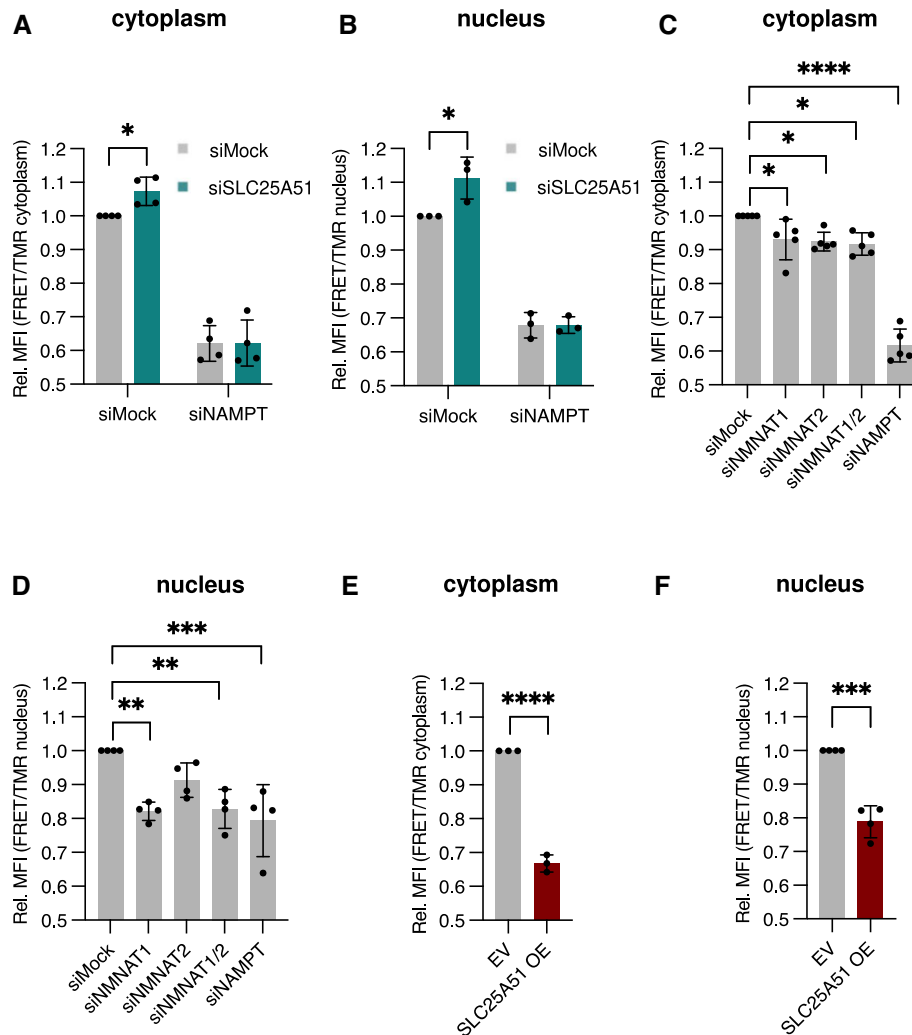 A cytoplasm
*
siMock
siSLC25A51
Rel. MFI (FRET/TMR cytoplasm)
1.2
1.1
1.0
0.9
0.8
0.7
0.6
0.5
siMock siNAMPT
B nucleus
*
siMock
siSLC25A51
Rel. MFI (FRET/TMR nucleus)
1.2
1.1
1.0
0.9
0.8
0.7
0.6
0.5
siMock siNAMPT
C cytoplasm
****
*
*
*
Rel. MFI (FRET/TMR cytoplasm)
1.2
1.1
1.0
0.9
0.8
0.7
0.6
0.5
siMock
siNMNAT1
siNMNAT2
siNMNAT1/2
siNAMPT
D nucleus
***
**
**
Rel. MFI (FRET/TMR nucleus)
1.2
1.1
1.0
0.9
0.8
0.7
0.6
0.5
siMock
siNMNAT1
siNMNAT2
siNMNAT1/2
siNAMPT
E cytoplasm
****
Rel. MFI (FRET/TMR cytoplasm)
1.2
1.1
1.0
0.9
0.8
0.7
0.6
0.5
EV
SLC25A51 OE
F nucleus
***
Rel. MFI (FRET/TMR nucleus)
1.2
1.1
1.0
0.9
0.8
0.7
0.6
0.5
EV
SLC25A51 OE